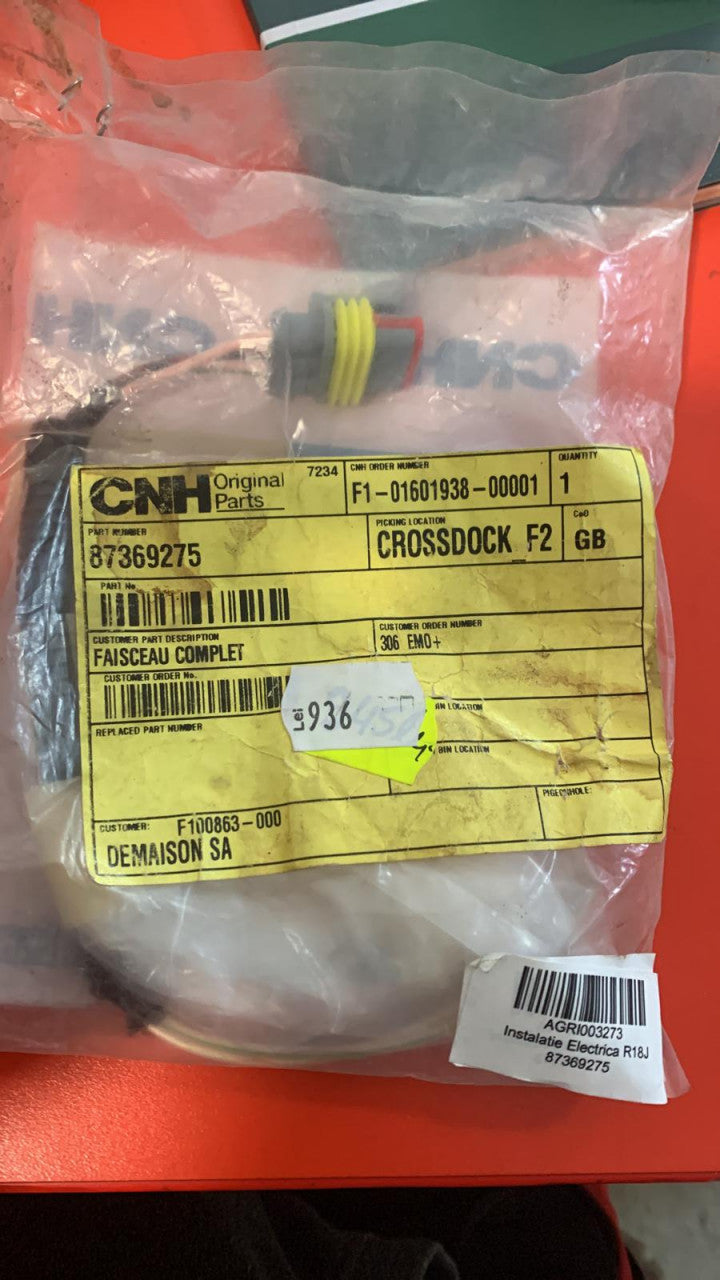 CNH Original Parts 7234
CNH ORDER NUMBER
F1-01601938-00001
QUANTITY
1
PART NUMBER
87369275
PICKING LOCATION
CROSSDOCK F2
CoO
GB
PART No
CUSTOMER PART DESCRIPTION
FAISCEAU COMPLET
CUSTOMER ORDER NUMBER
306 EMO+
CUSTOMER ORDER No.
Lei 936
BIN LOCATION
REPLACED PART NUMBER
BIN LOCATION
PIGEONHOLE:
CUSTOMER: F100863-000
DEMAISON SA
AGRI003273
Instalatie Electrica R18J
87369275